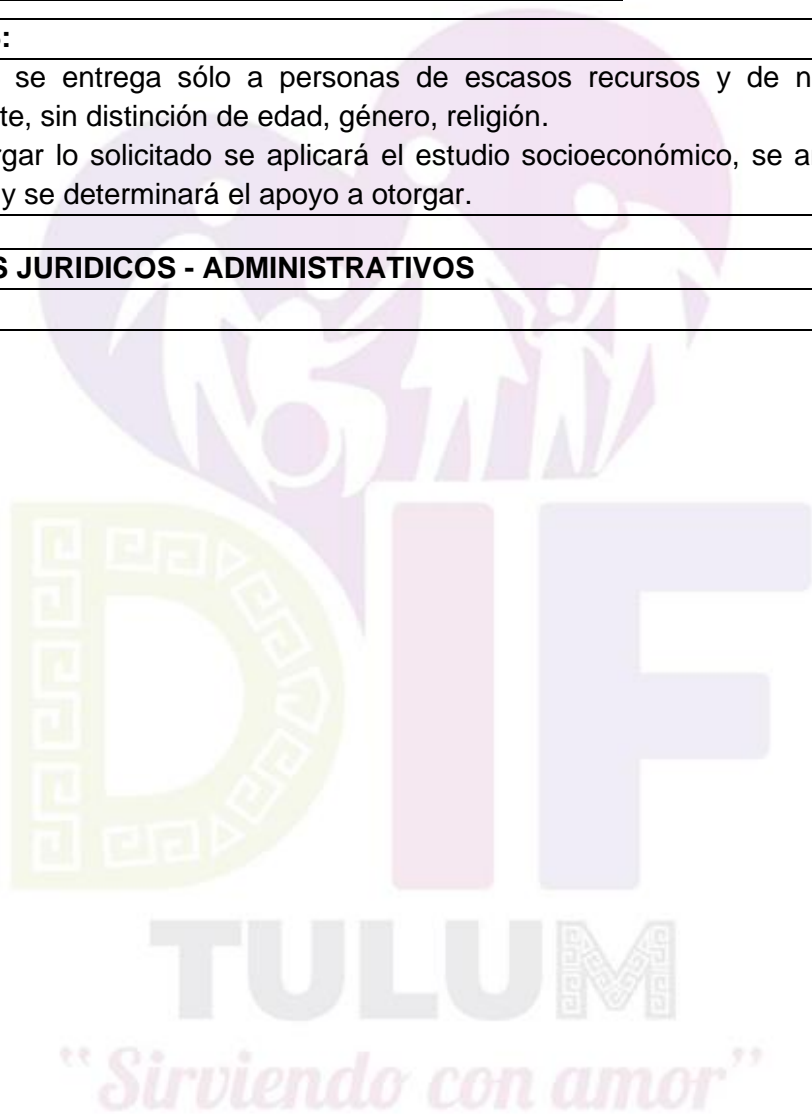 :
se entrega sólo a personas de escasos recursos y de n
te, sin distinción de edad, género, religión.
rgar lo solicitado se aplicará el estudio socioeconómico, se a
y se determinará el apoyo a otorgar.
S JURIDICOS - ADMINISTRATIVOS
DIF
TULUM
“Sirviendo con amor”